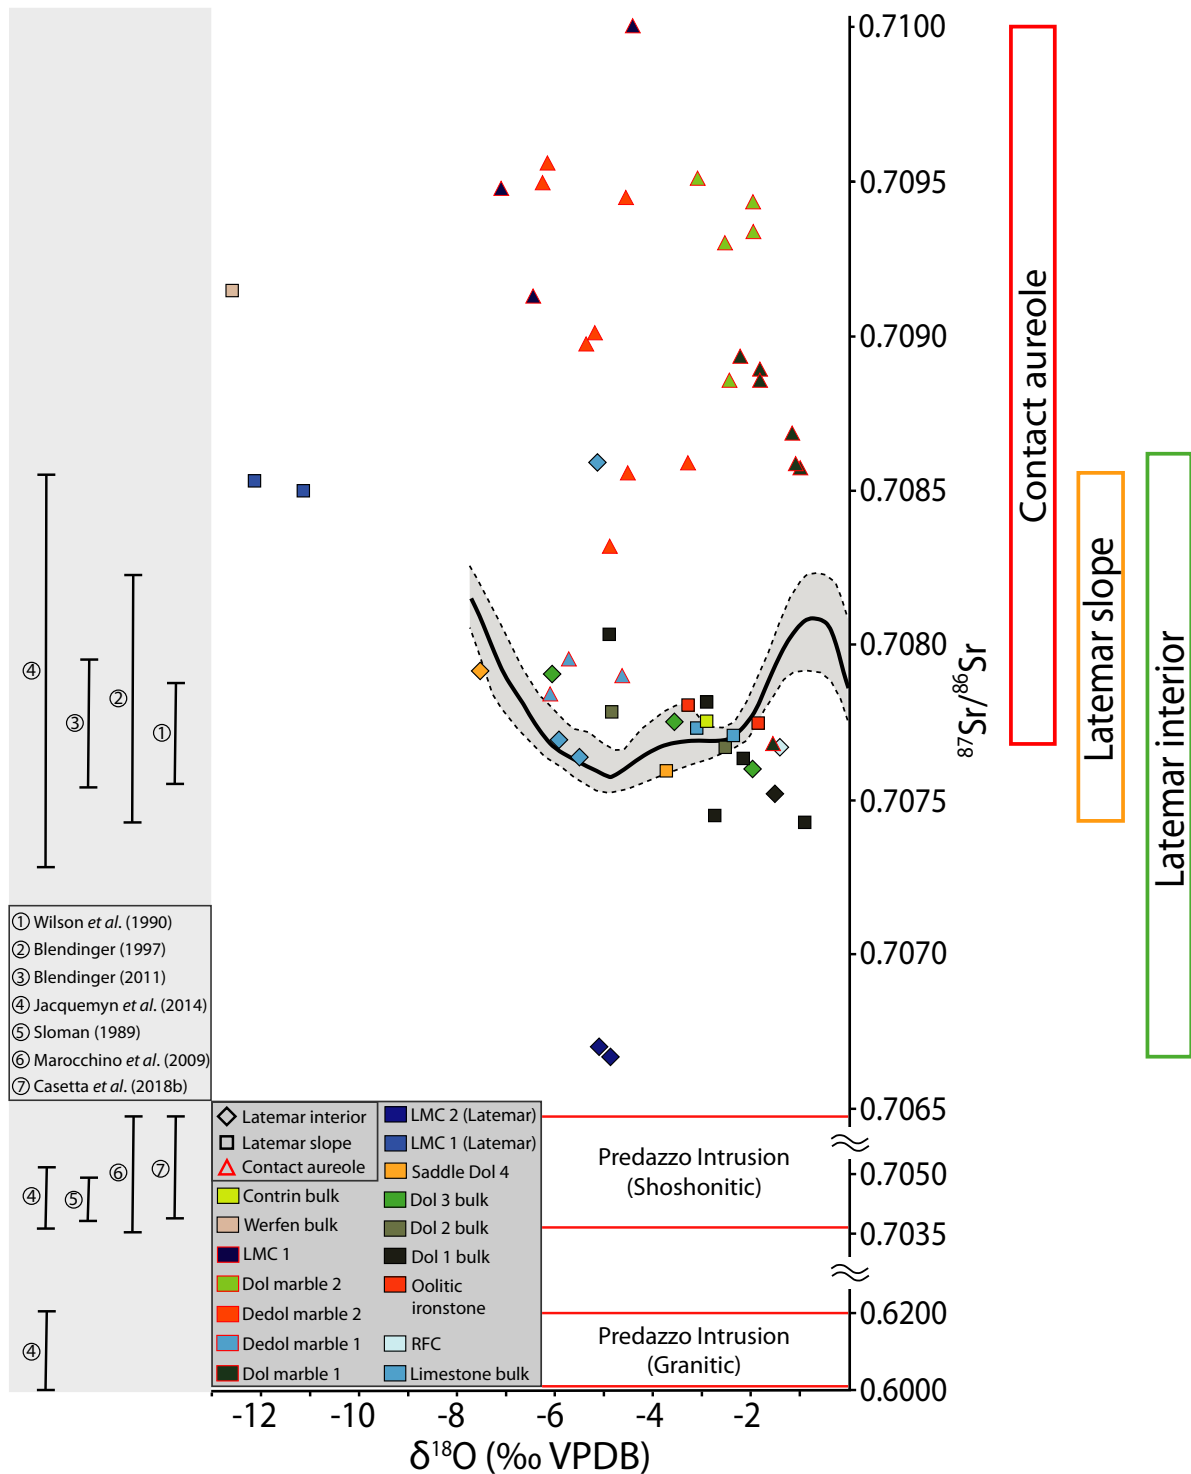 0.7100
0.7095
0.7090
0.7085
0.7080
0.7075
0.7070
0.7065
0.7050
0.7035
0.6200
0.6000
⁸⁷Sr/⁸⁶Sr
Contact aureole
Latemar slope
Latemar interior
④
③
②
①
① Wilson et al. (1990)
② Blendinger (1997)
③ Blendinger (2011)
④ Jacquemyn et al. (2014)
⑤ Sloman (1989)
⑥ Marocchino et al. (2009)
⑦ Casetta et al. (2018b)
④
⑤
⑥
⑦
④
Latemar interior
Latemar slope
Contact aureole
Contrin bulk
Werfen bulk
LMC 1
Dol marble 2
Dedol marble 2
Dedol marble 1
Dol marble 1
LMC 2 (Latemar)
LMC 1 (Latemar)
Saddle Dol 4
Dol 3 bulk
Dol 2 bulk
Dol 1 bulk
Oolitic
ironstone
RFC
Limestone bulk
Predazzo Intrusion
(Shoshonitic)
Predazzo Intrusion
(Granitic)
-12 -10 -8 -6 -4 -2
δ¹⁸O (‰ VPDB)